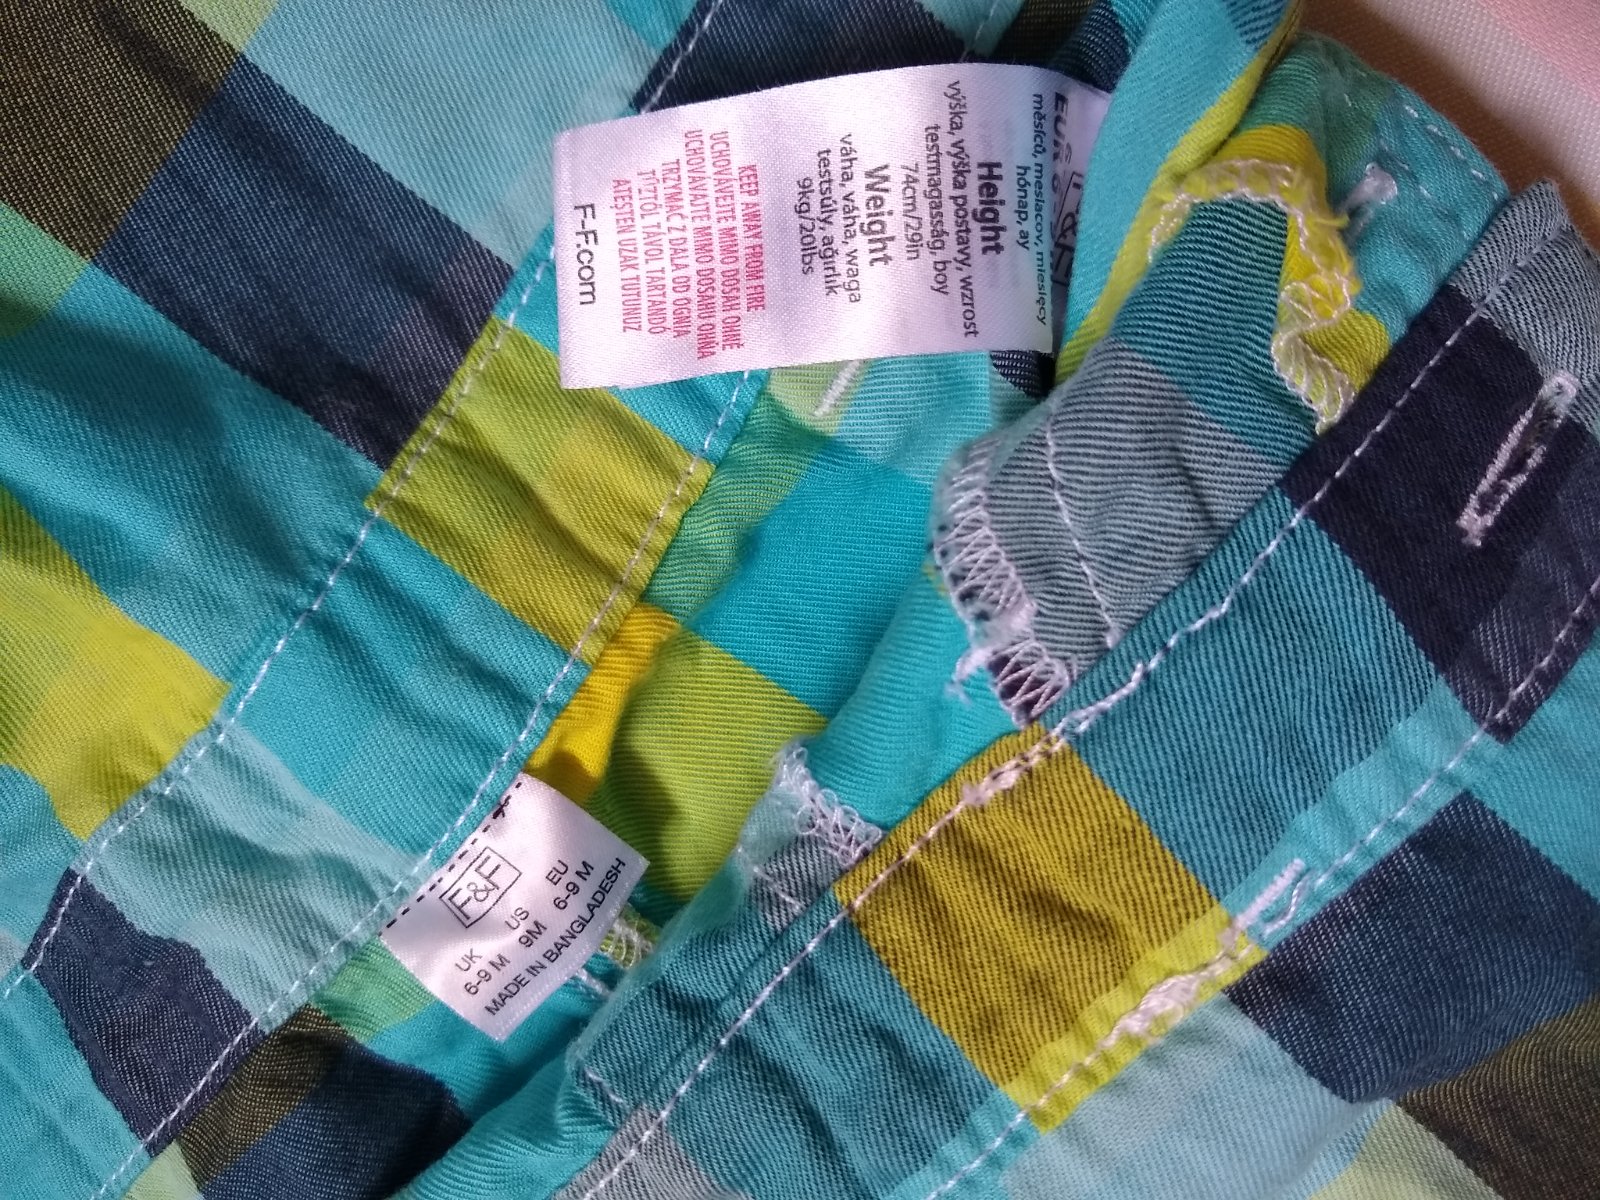 EUR 6
měsíců, mesiacov, miesięcy
hónap, ay
Height
výška, výška postavy, wzrost
testmagasság, boy
74cm/29in
Weight
váha, váha, waga
testsúly, ağırlık
9kg/20lbs
KEEP AWAY FROM FIRE
UCHOVÁVEJTE MIMO DOSAH OHNĚ
UCHOVÁVAJTE MIMO DOSAHU OHŇA
TRZYMAĆ Z DALA OD OGNIA
TŰZTŐL TÁVOL TARTANDÓ
ATEŞTEN UZAK TUTUNUZ
F-F.com
F&F
UK US EU
6-9 M 9M 6-9 M
MADE IN BANGLADESH